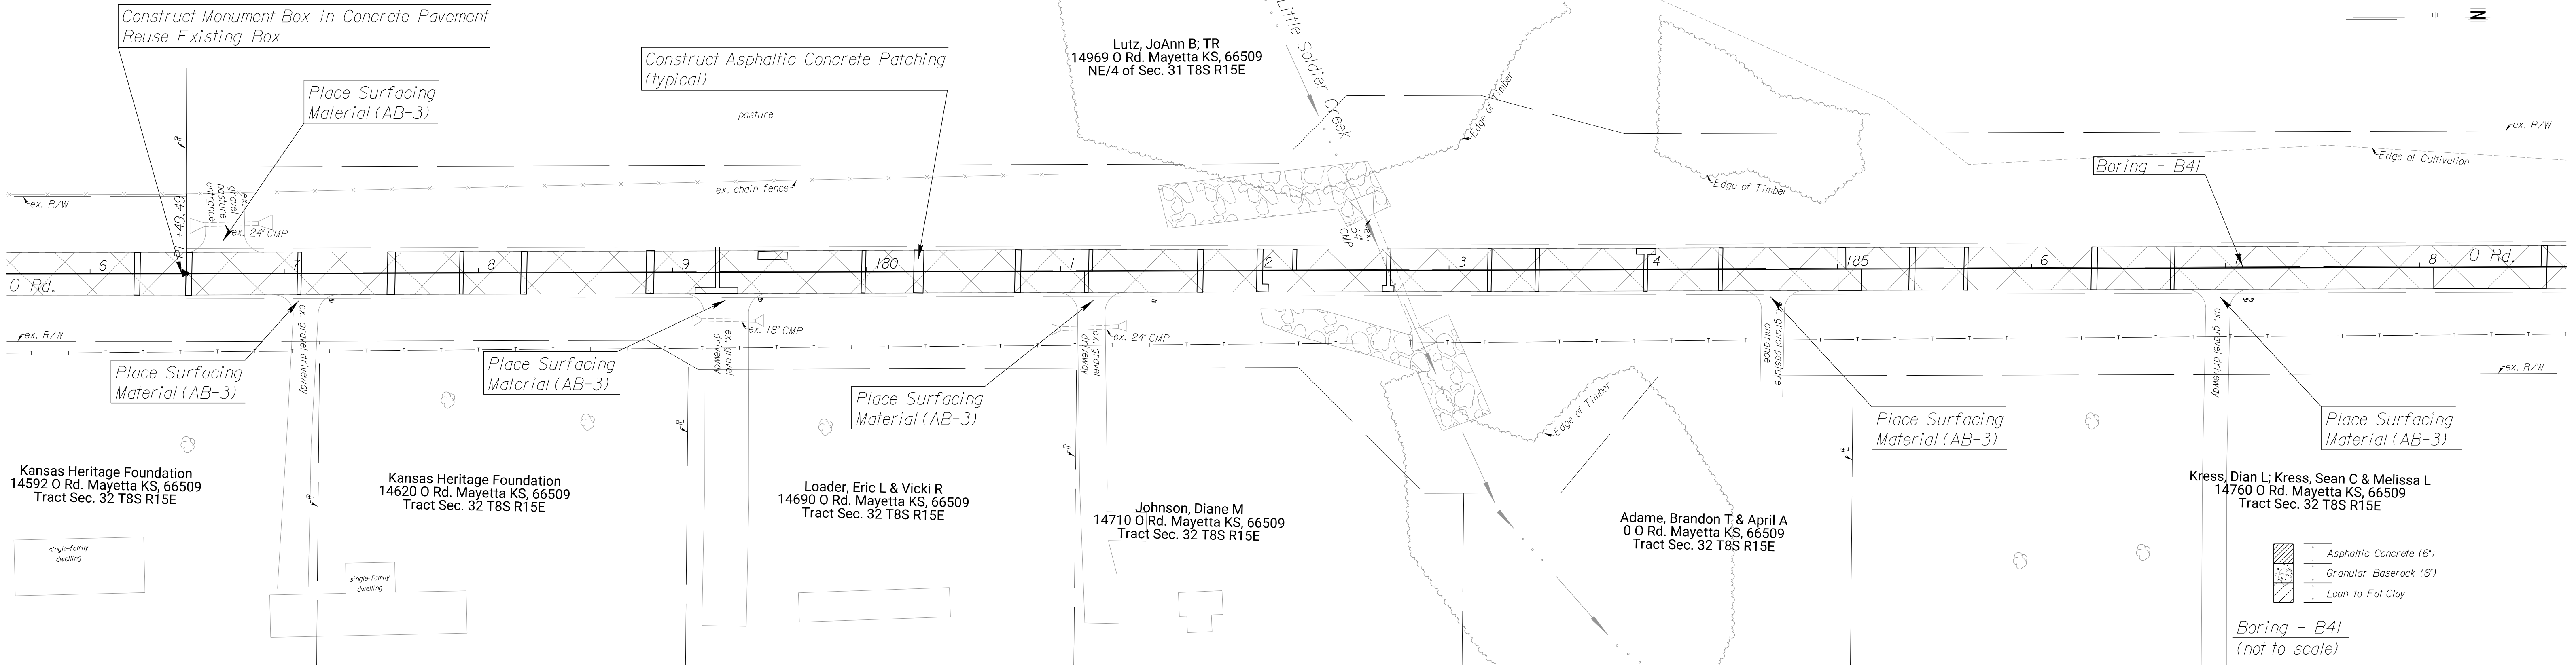 Construct Monument Box in Concrete Pavement
Reuse Existing Box
Place Surfacing
Material (AB-3)
Construct Asphaltic Concrete Patching
(typical)
pasture
Lutz, JoAnn B; TR
14969 O Rd. Mayetta KS, 66509
NE/4 of Sec. 31 T8S R15E
Little Soldier Creek
Edge of Timber
Edge of Timber
N
ex. R/W
Edge of Cultivation
Boring - B41
ex. R/W
PI +49.49
ex.
gravel
pasture
entrance
ex. 24" CMP
ex. chain fence
ex.
54"
CMP
6
7
8
9
180
1
2
3
4
185
6
8
O Rd.
O Rd.
ex. R/W
ex. gravel driveway
Place Surfacing
Material (AB-3)
Place Surfacing
Material (AB-3)
ex. gravel
driveway
ex. 18" CMP
Place Surfacing
Material (AB-3)
ex. gravel
driveway
ex. 24" CMP
Edge of Timber
ex. gravel pasture
entrance
Place Surfacing
Material (AB-3)
ex. gravel driveway
Place Surfacing
Material (AB-3)
ex. R/W
Kansas Heritage Foundation
14592 O Rd. Mayetta KS, 66509
Tract Sec. 32 T8S R15E
Kansas Heritage Foundation
14620 O Rd. Mayetta KS, 66509
Tract Sec. 32 T8S R15E
Loader, Eric L & Vicki R
14690 O Rd. Mayetta KS, 66509
Tract Sec. 32 T8S R15E
Johnson, Diane M
14710 O Rd. Mayetta KS, 66509
Tract Sec. 32 T8S R15E
Adame, Brandon T & April A
0 O Rd. Mayetta KS, 66509
Tract Sec. 32 T8S R15E
Kress, Dian L; Kress, Sean C & Melissa L
14760 O Rd. Mayetta KS, 66509
Tract Sec. 32 T8S R15E
single-family
dwelling
single-family
dwelling
Asphaltic Concrete (6")
Granular Baserock (6")
Lean to Fat Clay
Boring - B41
(not to scale)